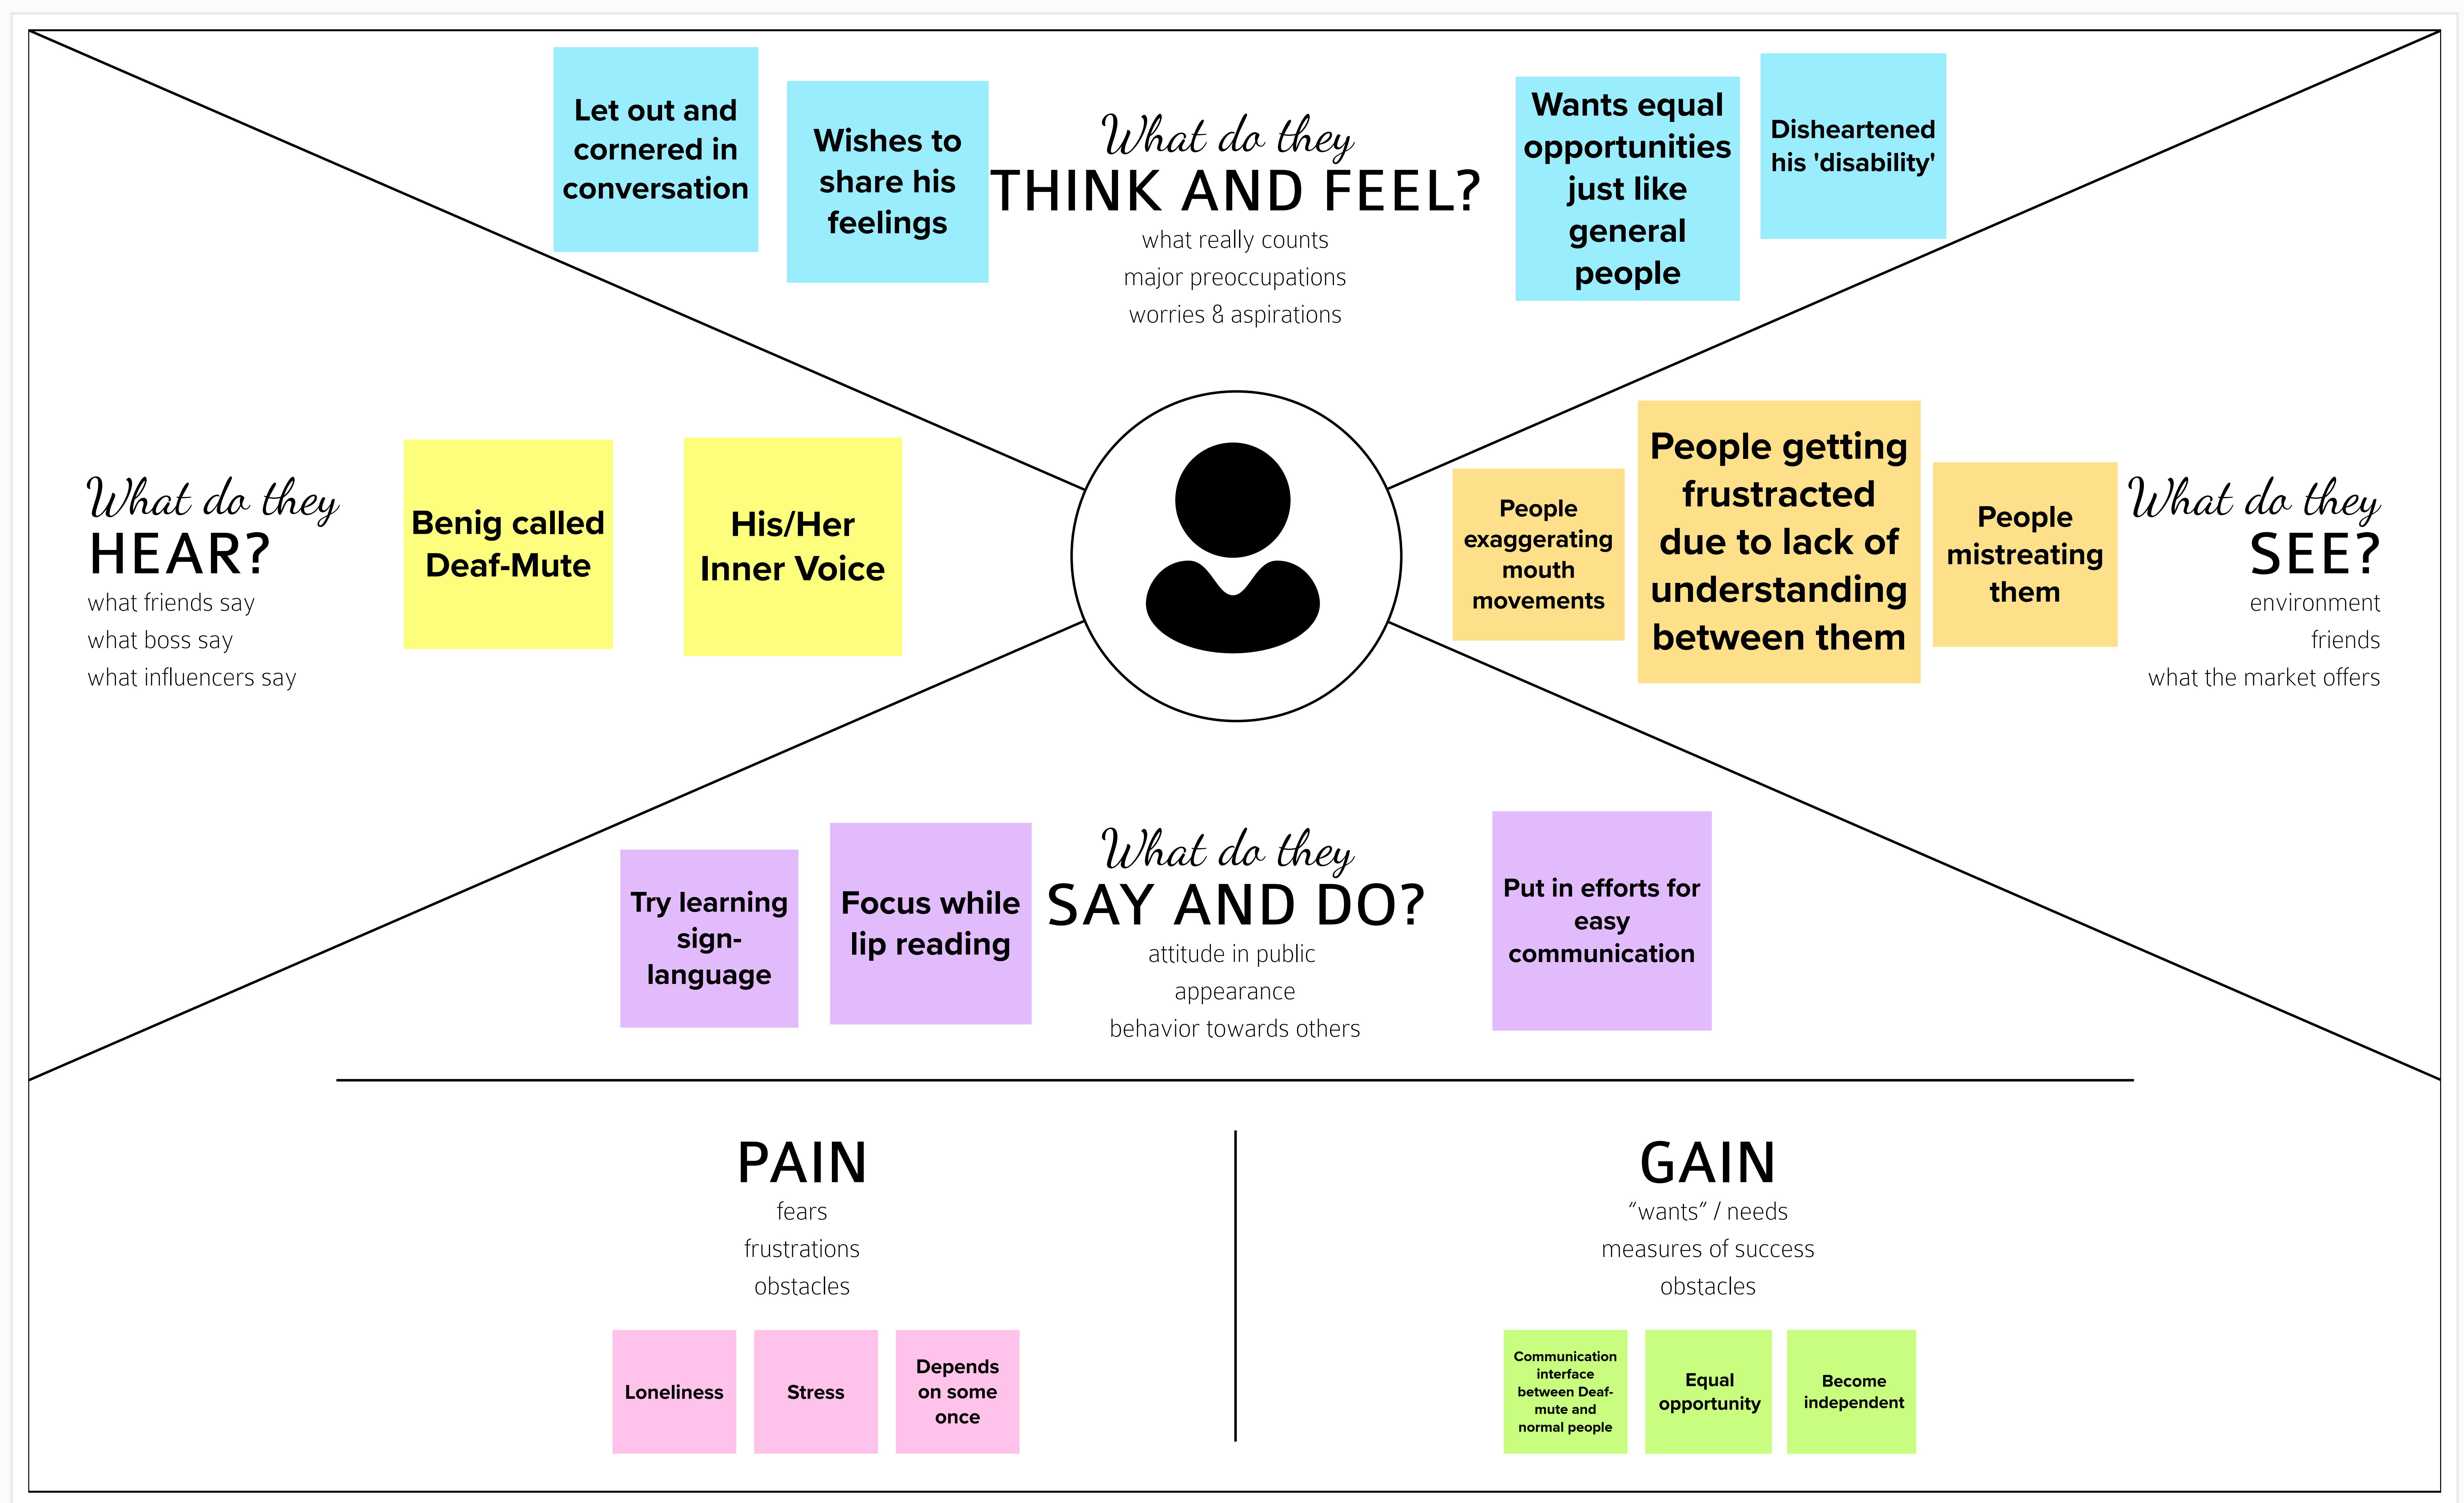 Let out and
cornered in
conversation
Wishes to
share his
feelings
What do they
THINK AND FEEL?
what really counts
major preoccupations
worries & aspirations
Wants equal
opportunities
just like
general
people
Disheartened
his 'disability'
What do they
HEAR?
what friends say
what boss say
what influencers say
Benig called
Deaf-Mute
His/Her
Inner Voice
People
exaggerating
mouth
movements
People getting
frustracted
due to lack of
understanding
between them
People
mistreating
them
What do they
SEE?
environment
friends
what the market offers
Try learning
sign-
language
Focus while
lip reading
What do they
SAY AND DO?
attitude in public
appearance
behavior towards others
Put in efforts for
easy
communication
PAIN
fears
frustrations
obstacles
Loneliness
Stress
Depends
on some
once
GAIN
“wants” / needs
measures of success
obstacles
Communication
interface
between Deaf-
mute and
normal people
Equal
opportunity
Become
independent